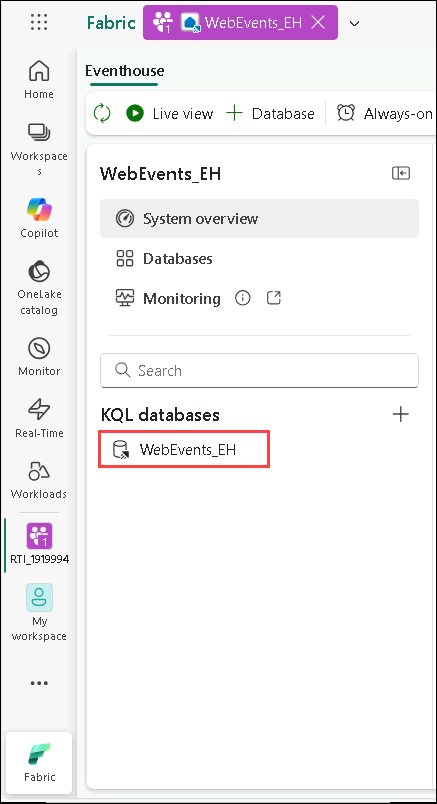 Fabric
WebEvents_EH
Home
Workspace
s
Copilot
OneLake
catalog
Monitor
Real-Time
Workloads
RTI_1919994
My
workspace
Fabric
Eventhouse
Live view
Database
Always-on
WebEvents_EH
System overview
Databases
Monitoring
Search
KQL databases
WebEvents_EH